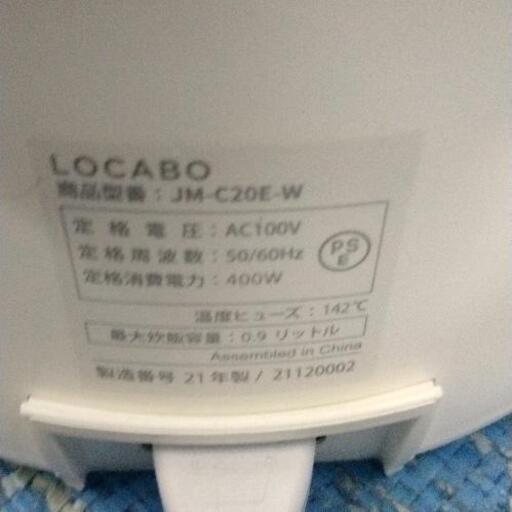 LOCABO
商品型番：JM-C20E-W
定格電圧：AC100V
定格周波数：50/60Hz
定格消費電力：400W
PSE
温度ヒューズ：142℃
最大炊飯容量：0.9 リットル
Assembled in China
製造番号 21年製 / 21120002